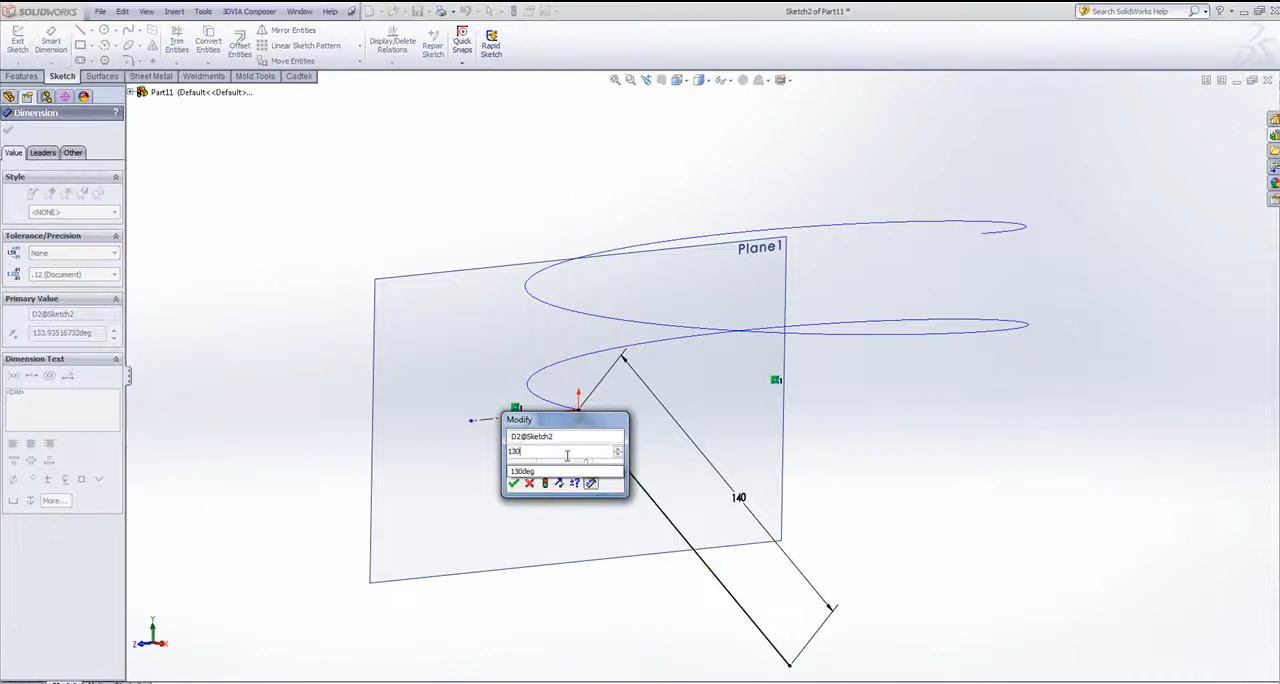 SOLIDWORKS File Edit View Insert Tools 3DVIA Composer Window Help Sketch2 of Part11 * Search SolidWorks Help
Exit Sketch
Smart Dimension
Trim Entities
Convert Entities
Offset Entities
Mirror Entities
Linear Sketch Pattern
Move Entities
Display/Delete Relations
Repair Sketch
Quick Snaps
Rapid Sketch
Features Sketch Surfaces Sheet Metal Weldments Mold Tools Cadtek
Part11 (Default<<Default>...
Dimension ?
Value Leaders Other
Style
<NONE>
Tolerance/Precision
None
.12 (Document)
Primary Value
D2@Sketch2
133.93516732deg
Dimension Text
<DIM>
More...
Plane1
Modify
D2@Sketch2
130
130deg
140
Y
Z
X